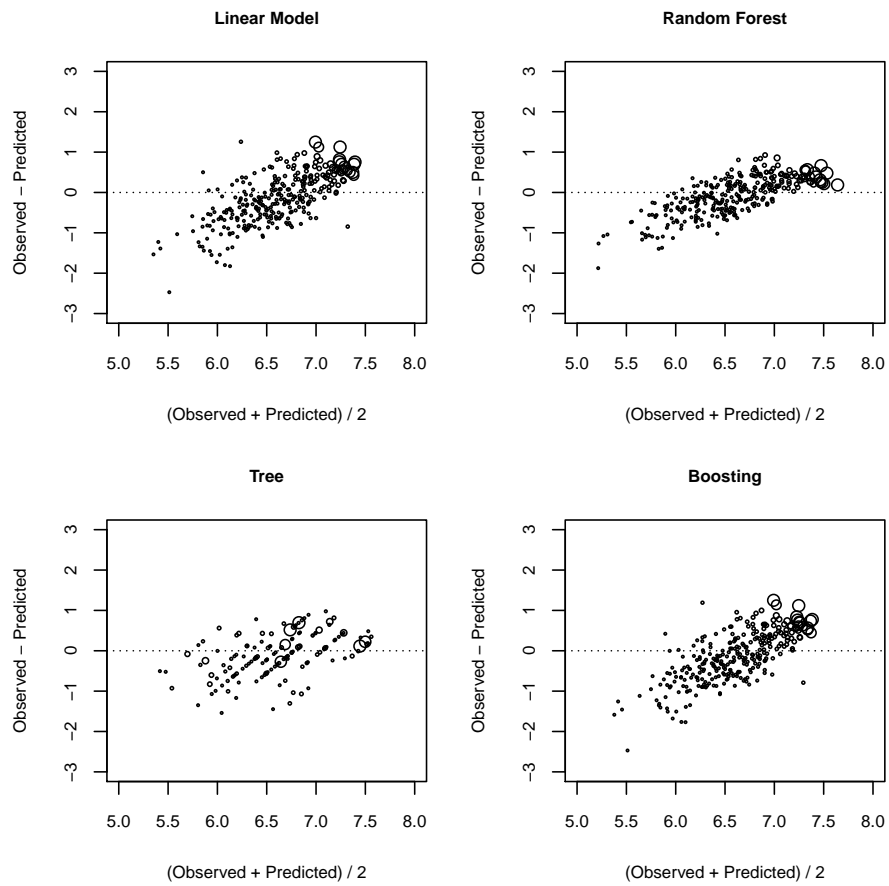 Linear Model
Observed − Predicted
3
2
1
0
−1
−2
−3
5.0 5.5 6.0 6.5 7.0 7.5 8.0
(Observed + Predicted) / 2
Random Forest
Observed − Predicted
3
2
1
0
−1
−2
−3
5.0 5.5 6.0 6.5 7.0 7.5 8.0
(Observed + Predicted) / 2
Tree
Observed − Predicted
3
2
1
0
−1
−2
−3
5.0 5.5 6.0 6.5 7.0 7.5 8.0
(Observed + Predicted) / 2
Boosting
Observed − Predicted
3
2
1
0
−1
−2
−3
5.0 5.5 6.0 6.5 7.0 7.5 8.0
(Observed + Predicted) / 2